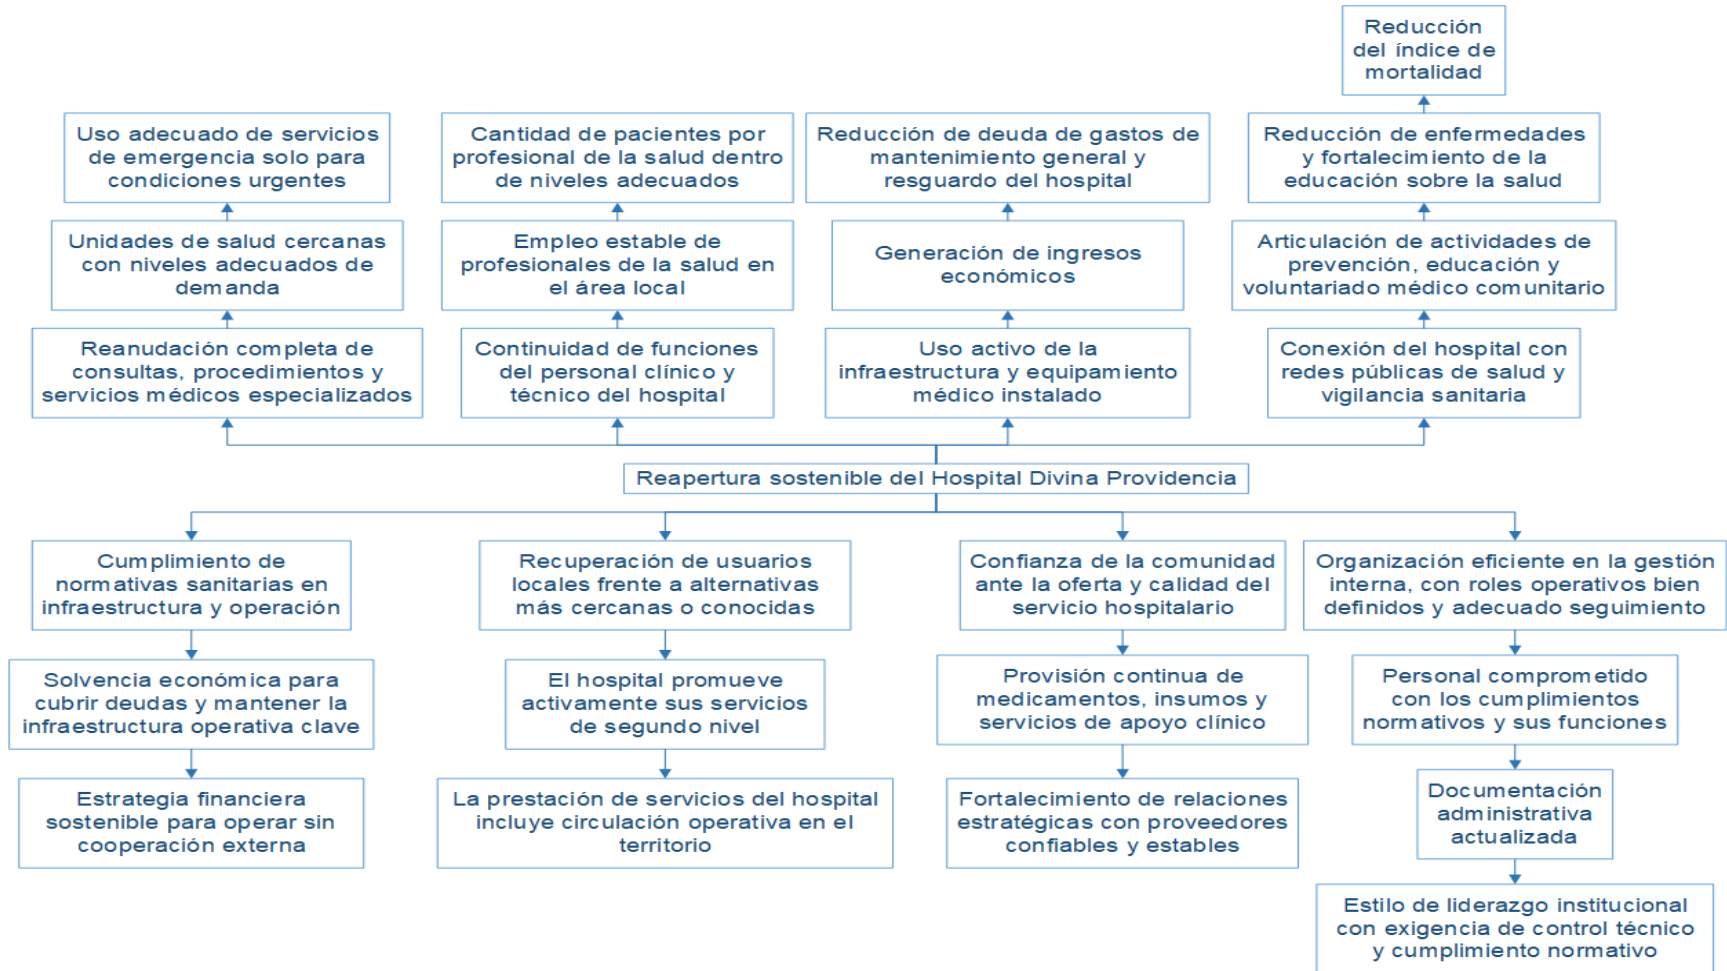 Reducción
del índice de
mortalidad
Uso adecuado de servicios
de emergencia solo para
condiciones urgentes
Cantidad de pacientes por
profesional de la salud dentro
de niveles adecuados
Reducción de deuda de gastos de
mantenimiento general y
resguardo del hospital
Reducción de enfermedades
y fortalecimiento de la
educación sobre la salud
Unidades de salud cercanas
con niveles adecuados de
demanda
Empleo estable de
profesionales de la salud en
el área local
Generación de ingresos
económicos
Articulación de actividades de
prevención, educación y
voluntariado médico comunitario
Reanudación completa de
consultas, procedimientos y
servicios médicos especializados
Continuidad de funciones
del personal clínico y
técnico del hospital
Uso activo de la
infraestructura y equipamiento
médico instalado
Conexión del hospital con
redes públicas de salud y
vigilancia sanitaria
Reapertura sostenible del Hospital Divina Providencia
Cumplimiento de
normativas sanitarias en
infraestructura y operación
Recuperación de usuarios
locales frente a alternativas
más cercanas o conocidas
Confianza de la comunidad
ante la oferta y calidad del
servicio hospitalario
Organización eficiente en la gestión
interna, con roles operativos bien
definidos y adecuado seguimiento
Solvencia económica para
cubrir deudas y mantener la
infraestructura operativa clave
El hospital promueve
activamente sus servicios
de segundo nivel
Provisión continua de
medicamentos, insumos y
servicios de apoyo clínico
Personal comprometido
con los cumplimientos
normativos y sus funciones
Estrategia financiera
sostenible para operar sin
cooperación externa
La prestación de servicios del hospital
incluye circulación operativa en el
territorio
Fortalecimiento de relaciones
estratégicas con proveedores
confiables y estables
Documentación
administrativa
actualizada
Estilo de liderazgo institucional
con exigencia de control técnico
y cumplimiento normativo